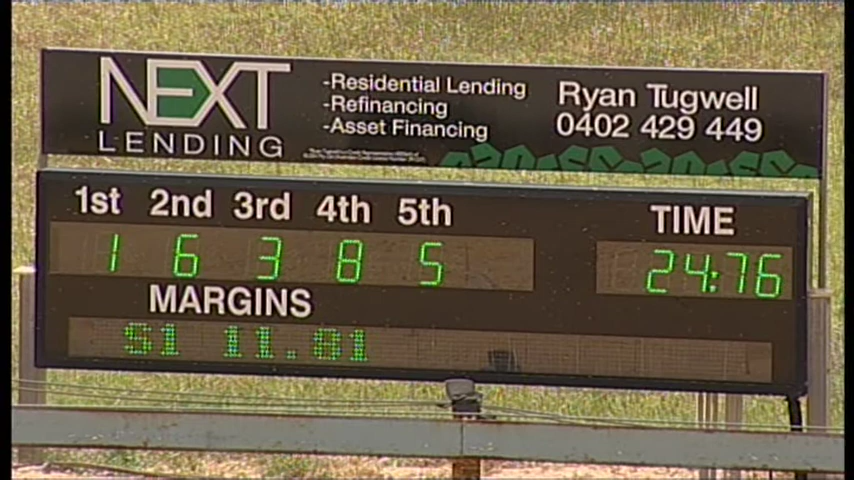 NEXT
LENDING
-Residential Lending
-Refinancing
-Asset Financing
Ryan Tugwell
0402 429 449
1st 2nd 3rd 4th 5th TIME
1 6 3 8 5 24:76
MARGINS
S1 11.01